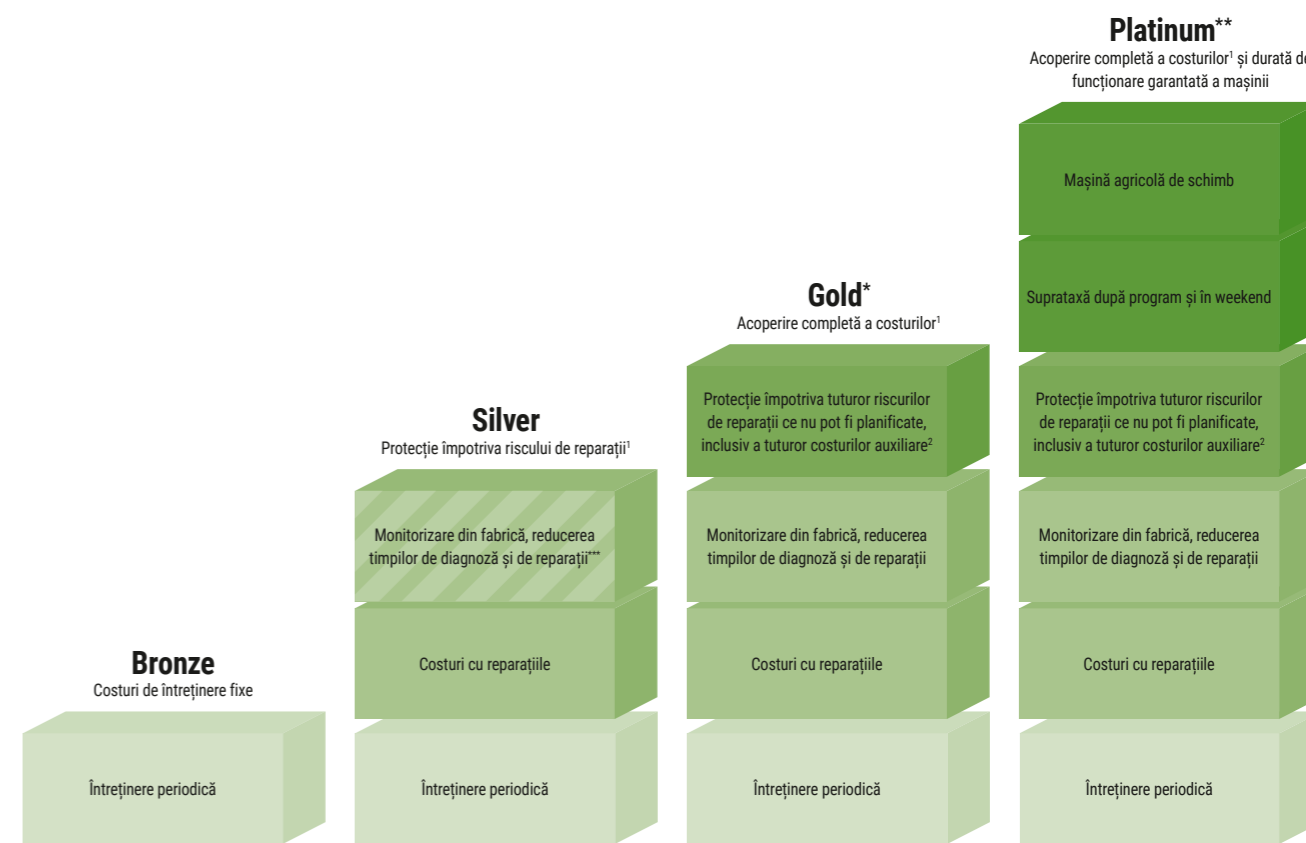 Platinum**
Acoperire completă a costurilor¹ și durată de
funcționare garantată a mașinii
Mașină agricolă de schimb
Suprataxă după program și în weekend
Protecție împotriva tuturor riscurilor
de reparații ce nu pot fi planificate,
inclusiv a tuturor costurilor auxiliare²
Monitorizare din fabrică, reducerea
timpilor de diagnoză și de reparații
Costuri cu reparațiile
Întreținere periodică
Gold*
Acoperire completă a costurilor¹
Protecție împotriva tuturor riscurilor
de reparații ce nu pot fi planificate,
inclusiv a tuturor costurilor auxiliare²
Monitorizare din fabrică, reducerea
timpilor de diagnoză și de reparații
Costuri cu reparațiile
Întreținere periodică
Silver
Protecție împotriva riscului de reparații¹
Monitorizare din fabrică, reducerea
timpilor de diagnoză și de reparații***
Costuri cu reparațiile
Întreținere periodică
Bronze
Costuri de întreținere fixe
Întreținere periodică